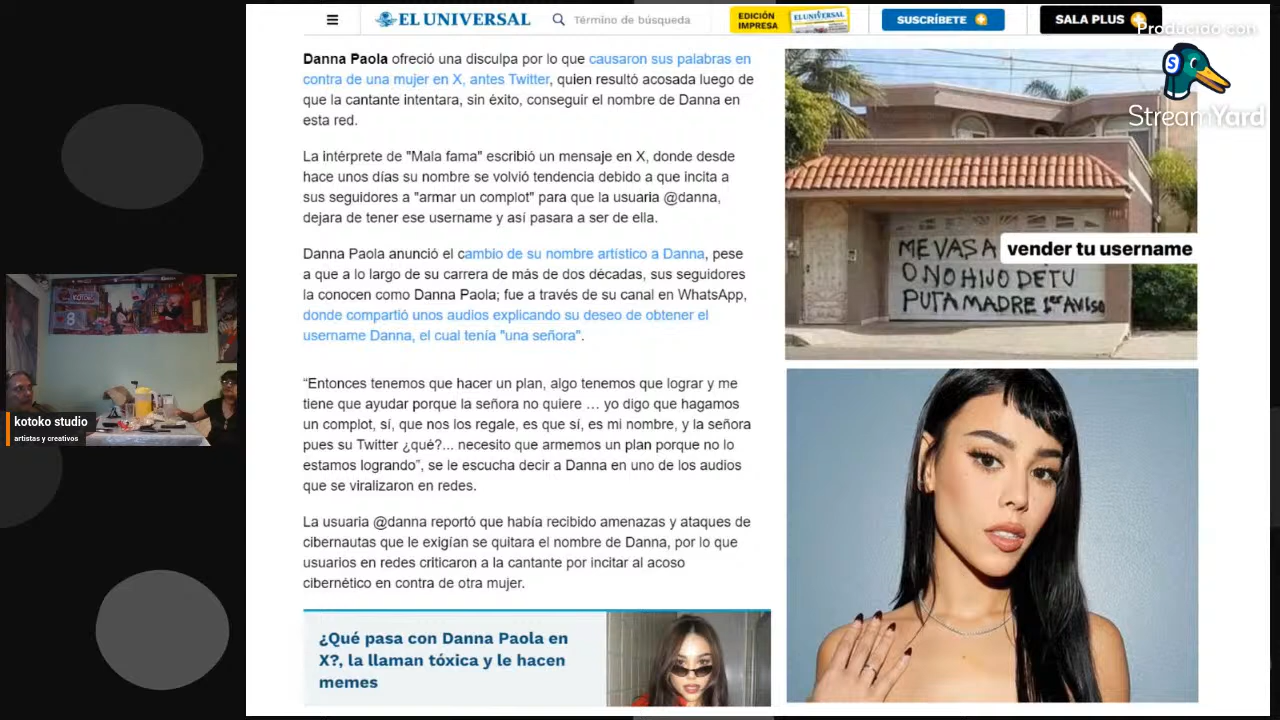 EL UNIVERSAL
Término de búsqueda
EDICIÓN
IMPRESA
EL UNIVERSAL
SUSCRÍBETE
SALA PLUS
Producido con
StreamYard
Danna Paola ofreció una disculpa por lo que causaron sus palabras en
contra de una mujer en X, antes Twitter, quien resultó acosada luego de
que la cantante intentara, sin éxito, conseguir el nombre de Danna en
esta red.
La intérprete de "Mala fama" escribió un mensaje en X, donde desde
hace unos días su nombre se volvió tendencia debido a que incita a
sus seguidores a "armar un complot" para que la usuaria @danna,
dejara de tener ese username y así pasara a ser de ella.
Danna Paola anunció el cambio de su nombre artístico a Danna, pese
a que a lo largo de su carrera de más de dos décadas, sus seguidores
la conocen como Danna Paola; fue a través de su canal en WhatsApp,
donde compartió unos audios explicando su deseo de obtener el
username Danna, el cual tenía "una señora".
“Entonces tenemos que hacer un plan, algo tenemos que lograr y me
tiene que ayudar porque la señora no quiere … yo digo que hagamos
un complot, sí, que nos los regale, es que sí, es mi nombre, y la señora
pues su Twitter ¿qué?... necesito que armemos un plan porque no lo
estamos logrando”, se le escucha decir a Danna en uno de los audios
que se viralizaron en redes.
La usuaria @danna reportó que había recibido amenazas y ataques de
cibernautas que le exigían se quitara el nombre de Danna, por lo que
usuarios en redes criticaron a la cantante por incitar al acoso
cibernético en contra de otra mujer.
¿Qué pasa con Danna Paola en
X?, la llaman tóxica y le hacen
memes
ME VAS A vender tu username
O NO HIJO DE TU
PUTA MADRE 1er AVISO
KOTOKO
8
kotoko studio
artistas y creativos